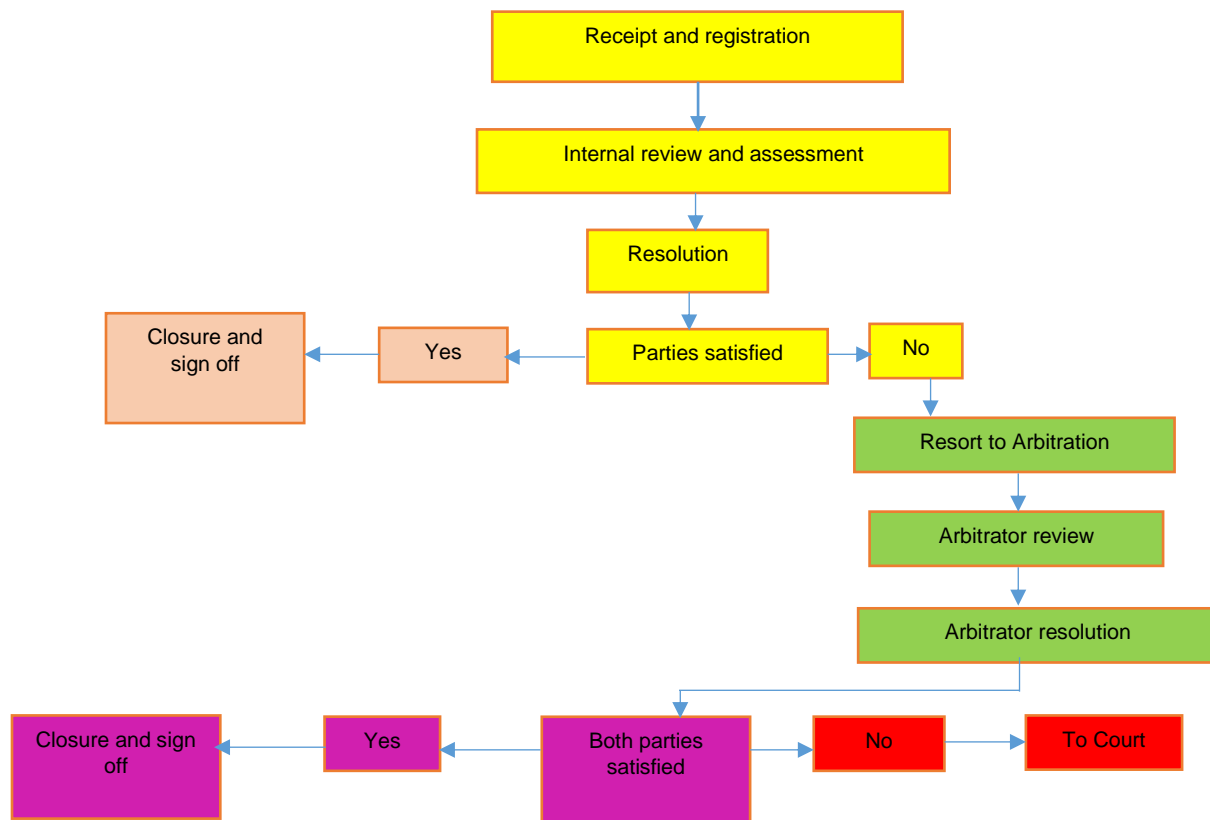 Receipt and registration
Internal review and assessment
Resolution
Closure and
sign off
Yes
Parties satisfied
No
Resort to Arbitration
Arbitrator review
Arbitrator resolution
Closure and sign
off
Yes
Both parties
satisfied
No
To Court